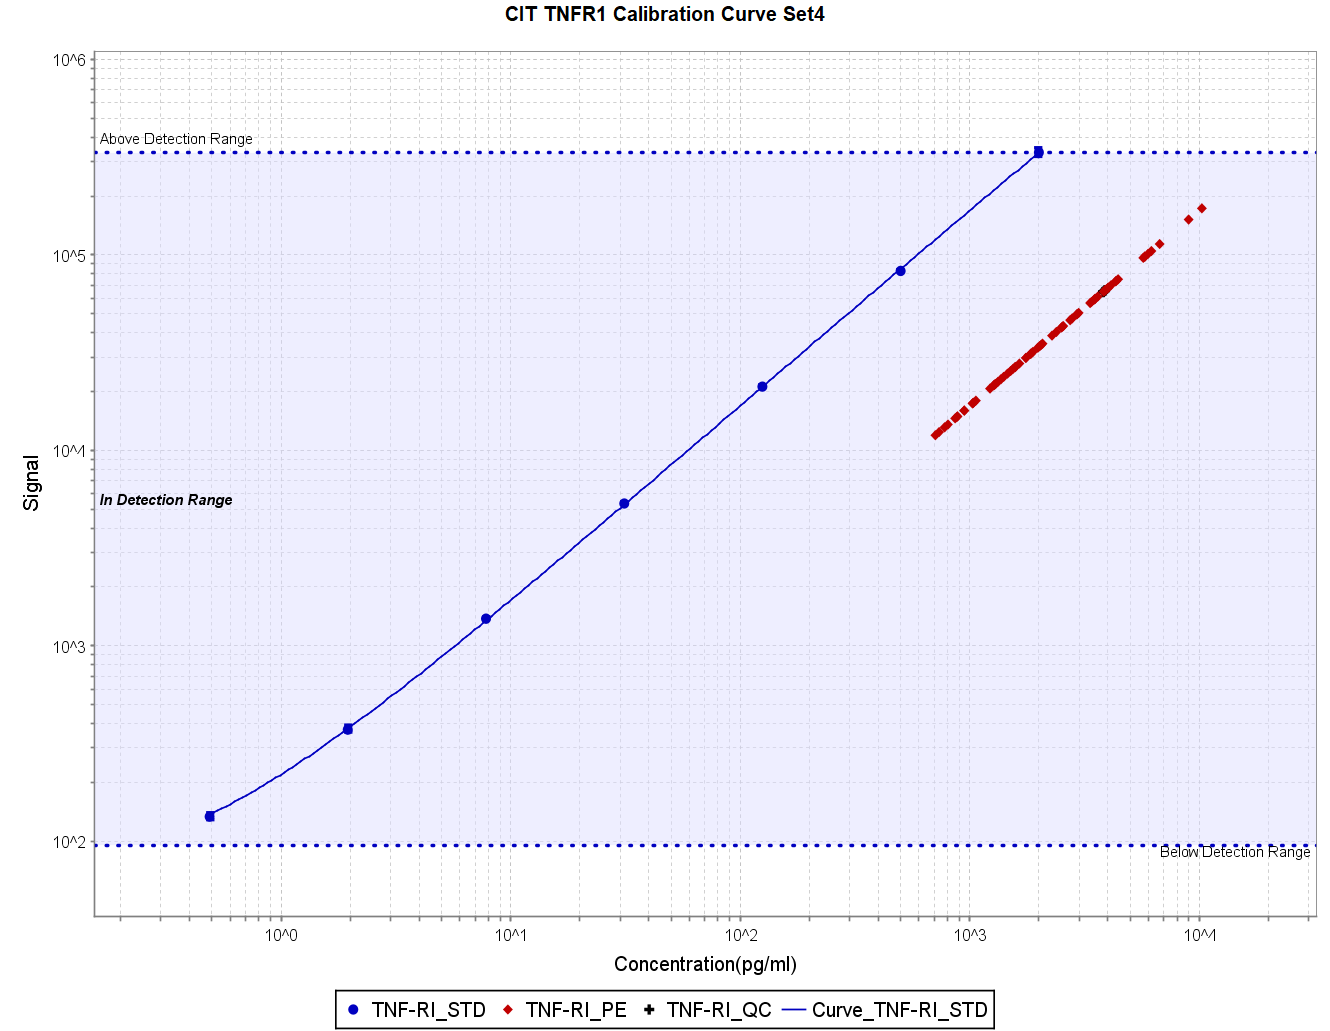 CIT TNFR1 Calibration Curve Set4
10^6
Above Detection Range
10^5
10^4
Signal
In Detection Range
10^3
10^2
Below Detection Range
10^0 10^1 10^2 10^3 10^4
Concentration(pg/ml)
TNF-RI_STD TNF-RI_PE TNF-RI_QC Curve_TNF-RI_STD